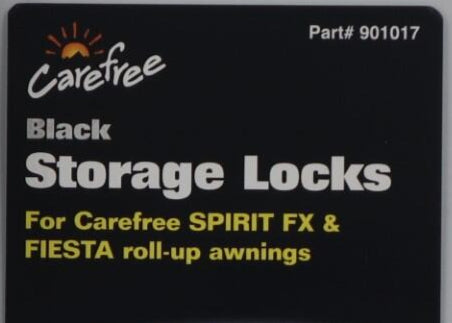 Part# 901017
Carefree
Black
Storage Locks
For Carefree SPIRIT FX &
FIESTA roll-up awnings